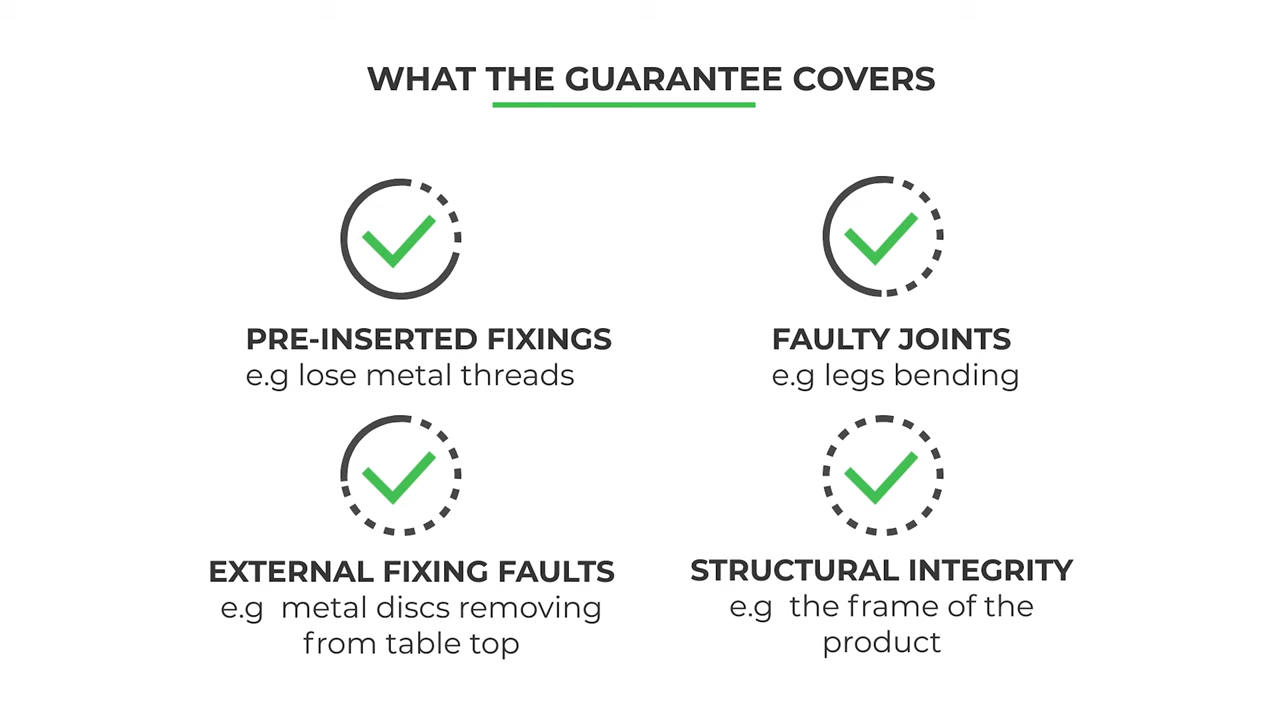 WHAT THE GUARANTEE COVERS
PRE-INSERTED FIXINGS
e.g lose metal threads
FAULTY JOINTS
e.g legs bending
EXTERNAL FIXING FAULTS
e.g  metal discs removing
from table top
STRUCTURAL INTEGRITY
e.g  the frame of the
product